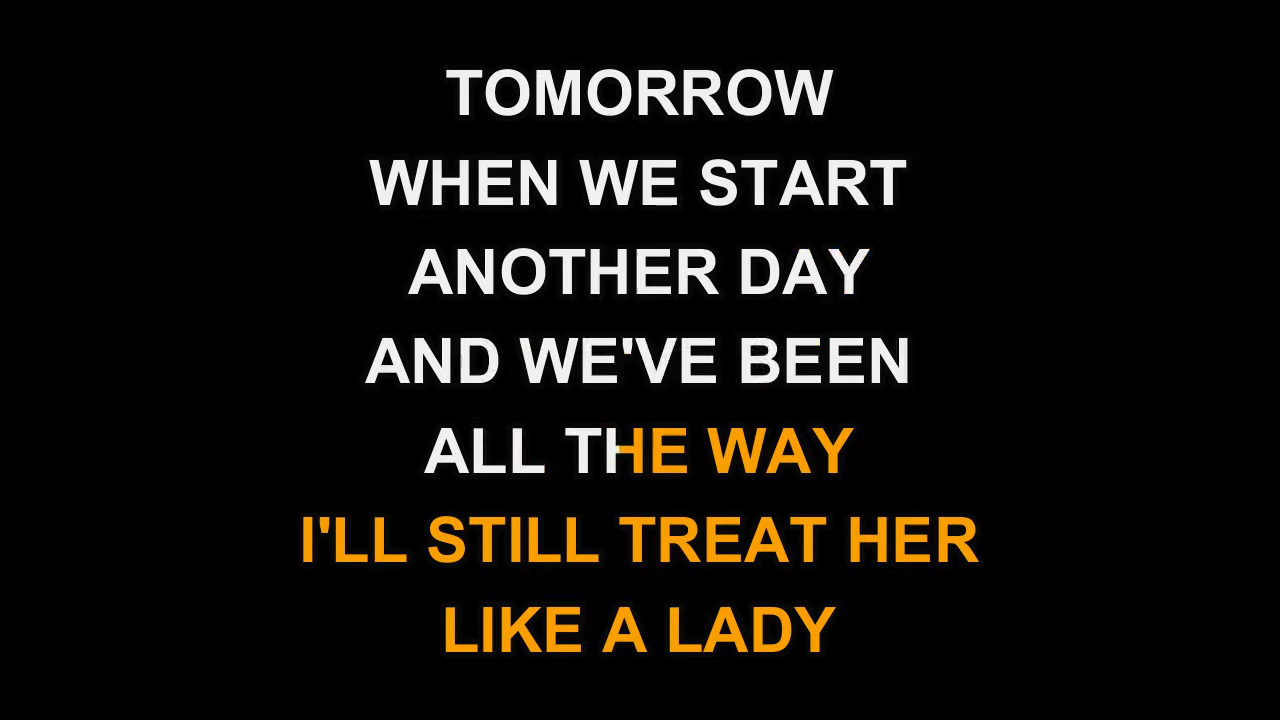 TOMORROW
WHEN WE START
ANOTHER DAY
AND WE'VE BEEN
ALL THE WAY
I'LL STILL TREAT HER
LIKE A LADY